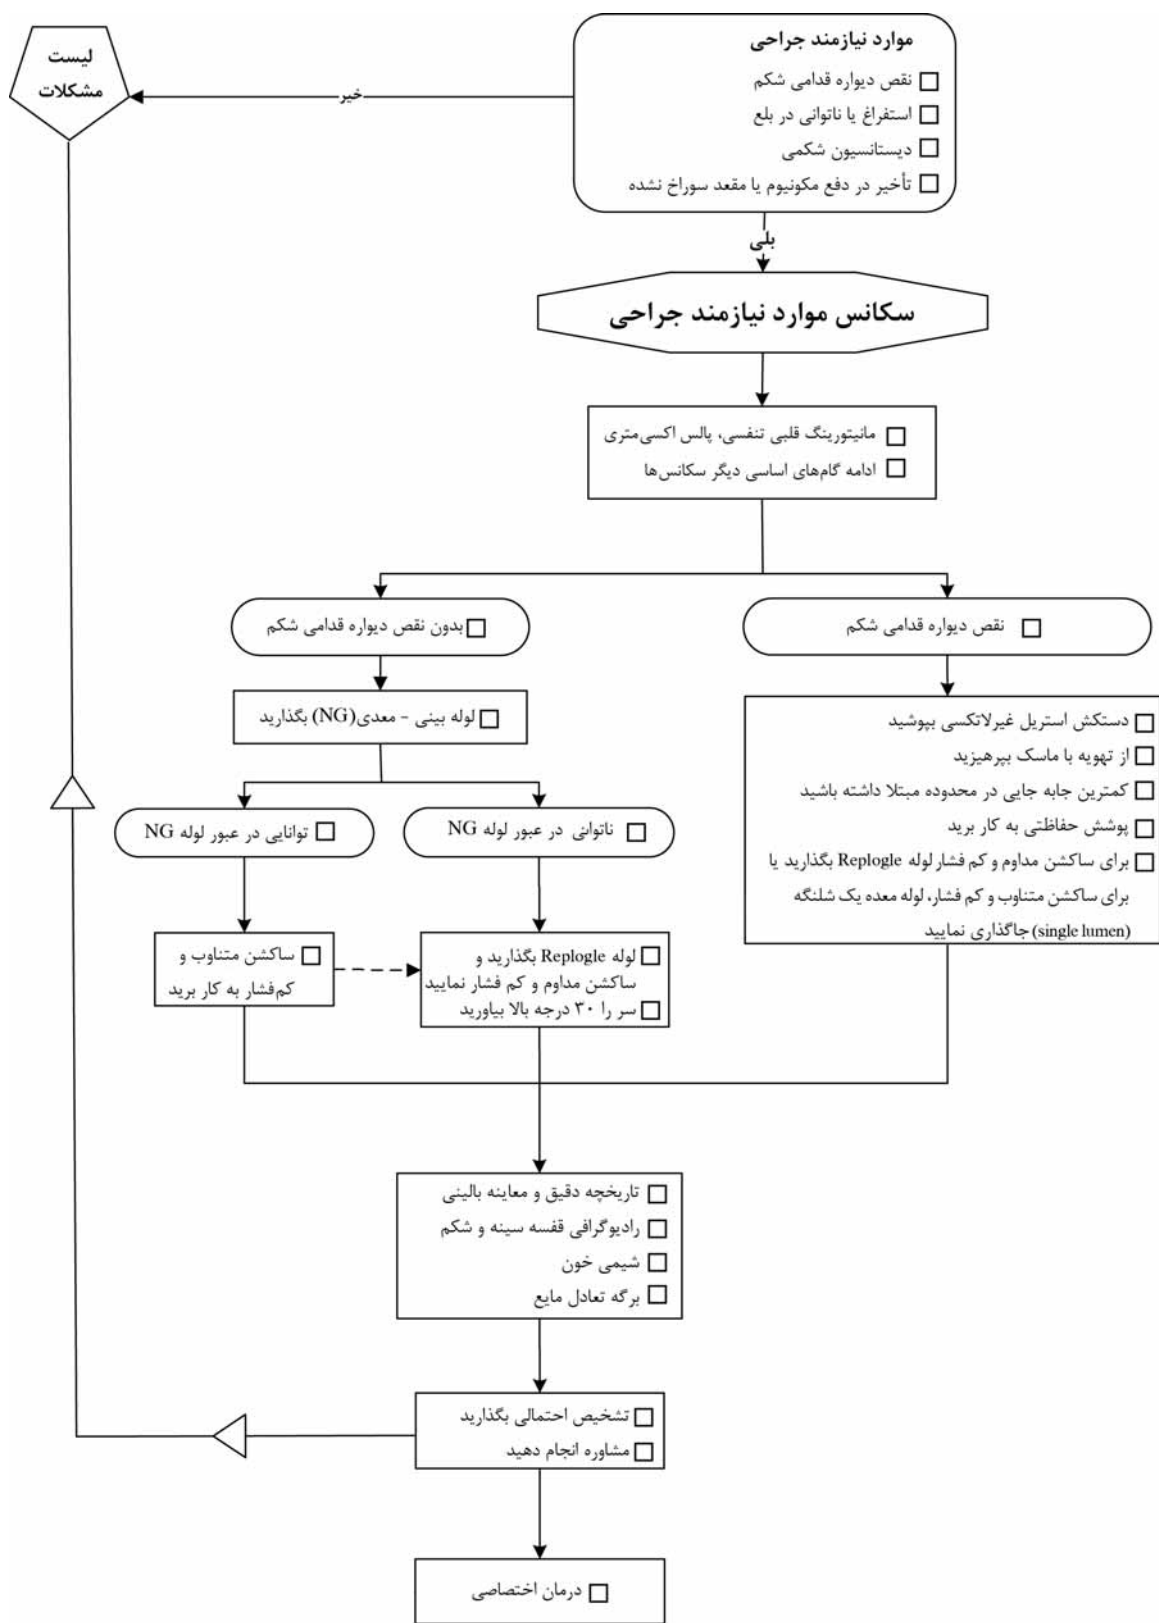 موارد نیازمند جراحی
نقص دیواره قدامی شکم
استفراغ یا ناتوانی در بلع
دیستانسیون شکمی
تأخیر در دفع مکونیوم یا مقعد سوراخ نشده
خیر
لیست
مشکلات
بلی
سکانس موارد نیازمند جراحی
مانیتورینگ قلبی تنفسی، پالس اکسی‌متری
ادامه گام‌های اساسی دیگر سکانس‌ها
نقص دیواره قدامی شکم
دستکش استریل غیرلاتکسی بپوشید
از تهویه با ماسک بپرهیزید
کمترین جابه جایی در محدوده مبتلا داشته باشید
پوشش حفاظتی به کار برید
برای ساکشن مداوم و کم فشار لوله Replogle بگذارید یا
برای ساکشن متناوب و کم فشار، لوله معده یک شلنگه
(single lumen) جاگذاری نمایید
بدون نقص دیواره قدامی شکم
لوله بینی - معدی(NG) بگذارید
ناتوانی در عبور لوله NG
لوله Replogle بگذارید و
ساکشن مداوم و کم فشار نمایید
سر را ۳۰ درجه بالا بیاورید
توانایی در عبور لوله NG
ساکشن متناوب و
کم‌فشار به کار برید
تاریخچه دقیق و معاینه بالینی
رادیوگرافی قفسه سینه و شکم
شیمی خون
برگه تعادل مایع
تشخیص احتمالی بگذارید
مشاوره انجام دهید
درمان اختصاصی